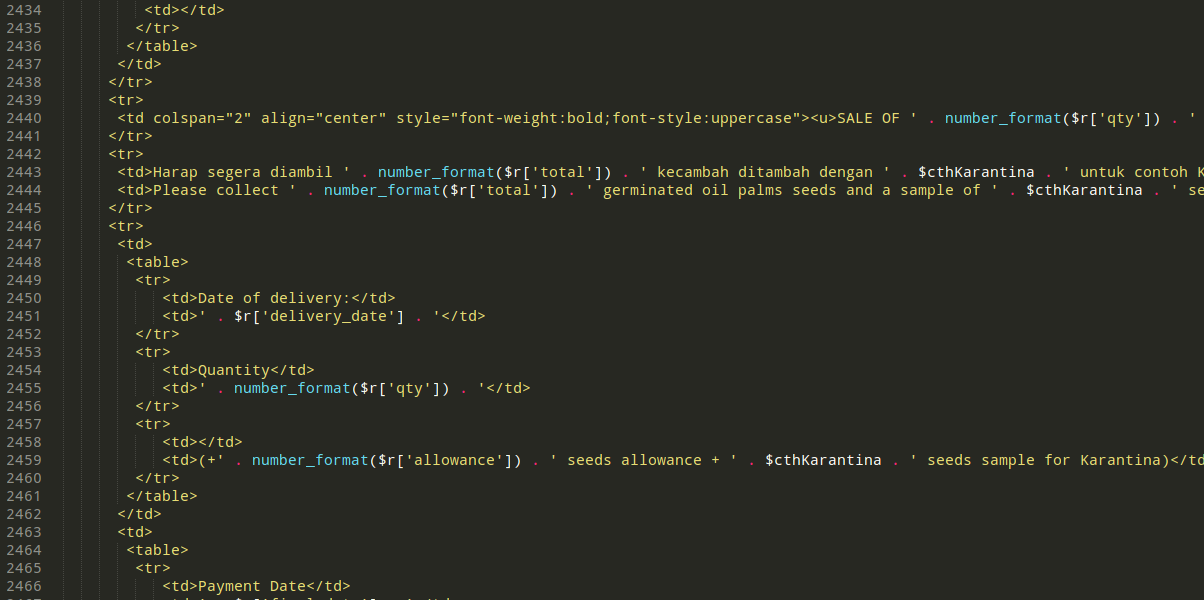 2434 <td></td>
2435 </tr>
2436 </table>
2437 </td>
2438 </tr>
2439 <tr>
2440 <td colspan="2" align="center" style="font-weight:bold;font-style:uppercase"><u>SALE OF ' . number_format($r['qty']) . '
2441 </tr>
2442 <tr>
2443 <td>Harap segera diambil ' . number_format($r['total']) . ' kecambah ditambah dengan ' . $cthKarantina . ' untuk contoh K
2444 <td>Please collect ' . number_format($r['total']) . ' germinated oil palms seeds and a sample of ' . $cthKarantina . ' se
2445 </tr>
2446 <tr>
2447 <td>
2448 <table>
2449 <tr>
2450 <td>Date of delivery:</td>
2451 <td>' . $r['delivery_date'] . '</td>
2452 </tr>
2453 <tr>
2454 <td>Quantity</td>
2455 <td>' . number_format($r['qty']) . '</td>
2456 </tr>
2457 <tr>
2458 <td></td>
2459 <td>(+' . number_format($r['allowance']) . ' seeds allowance + ' . $cthKarantina . ' seeds sample for Karantina)</td
2460 </tr>
2461 </table>
2462 </td>
2463 <td>
2464 <table>
2465 <tr>
2466 <td>Payment Date</td>